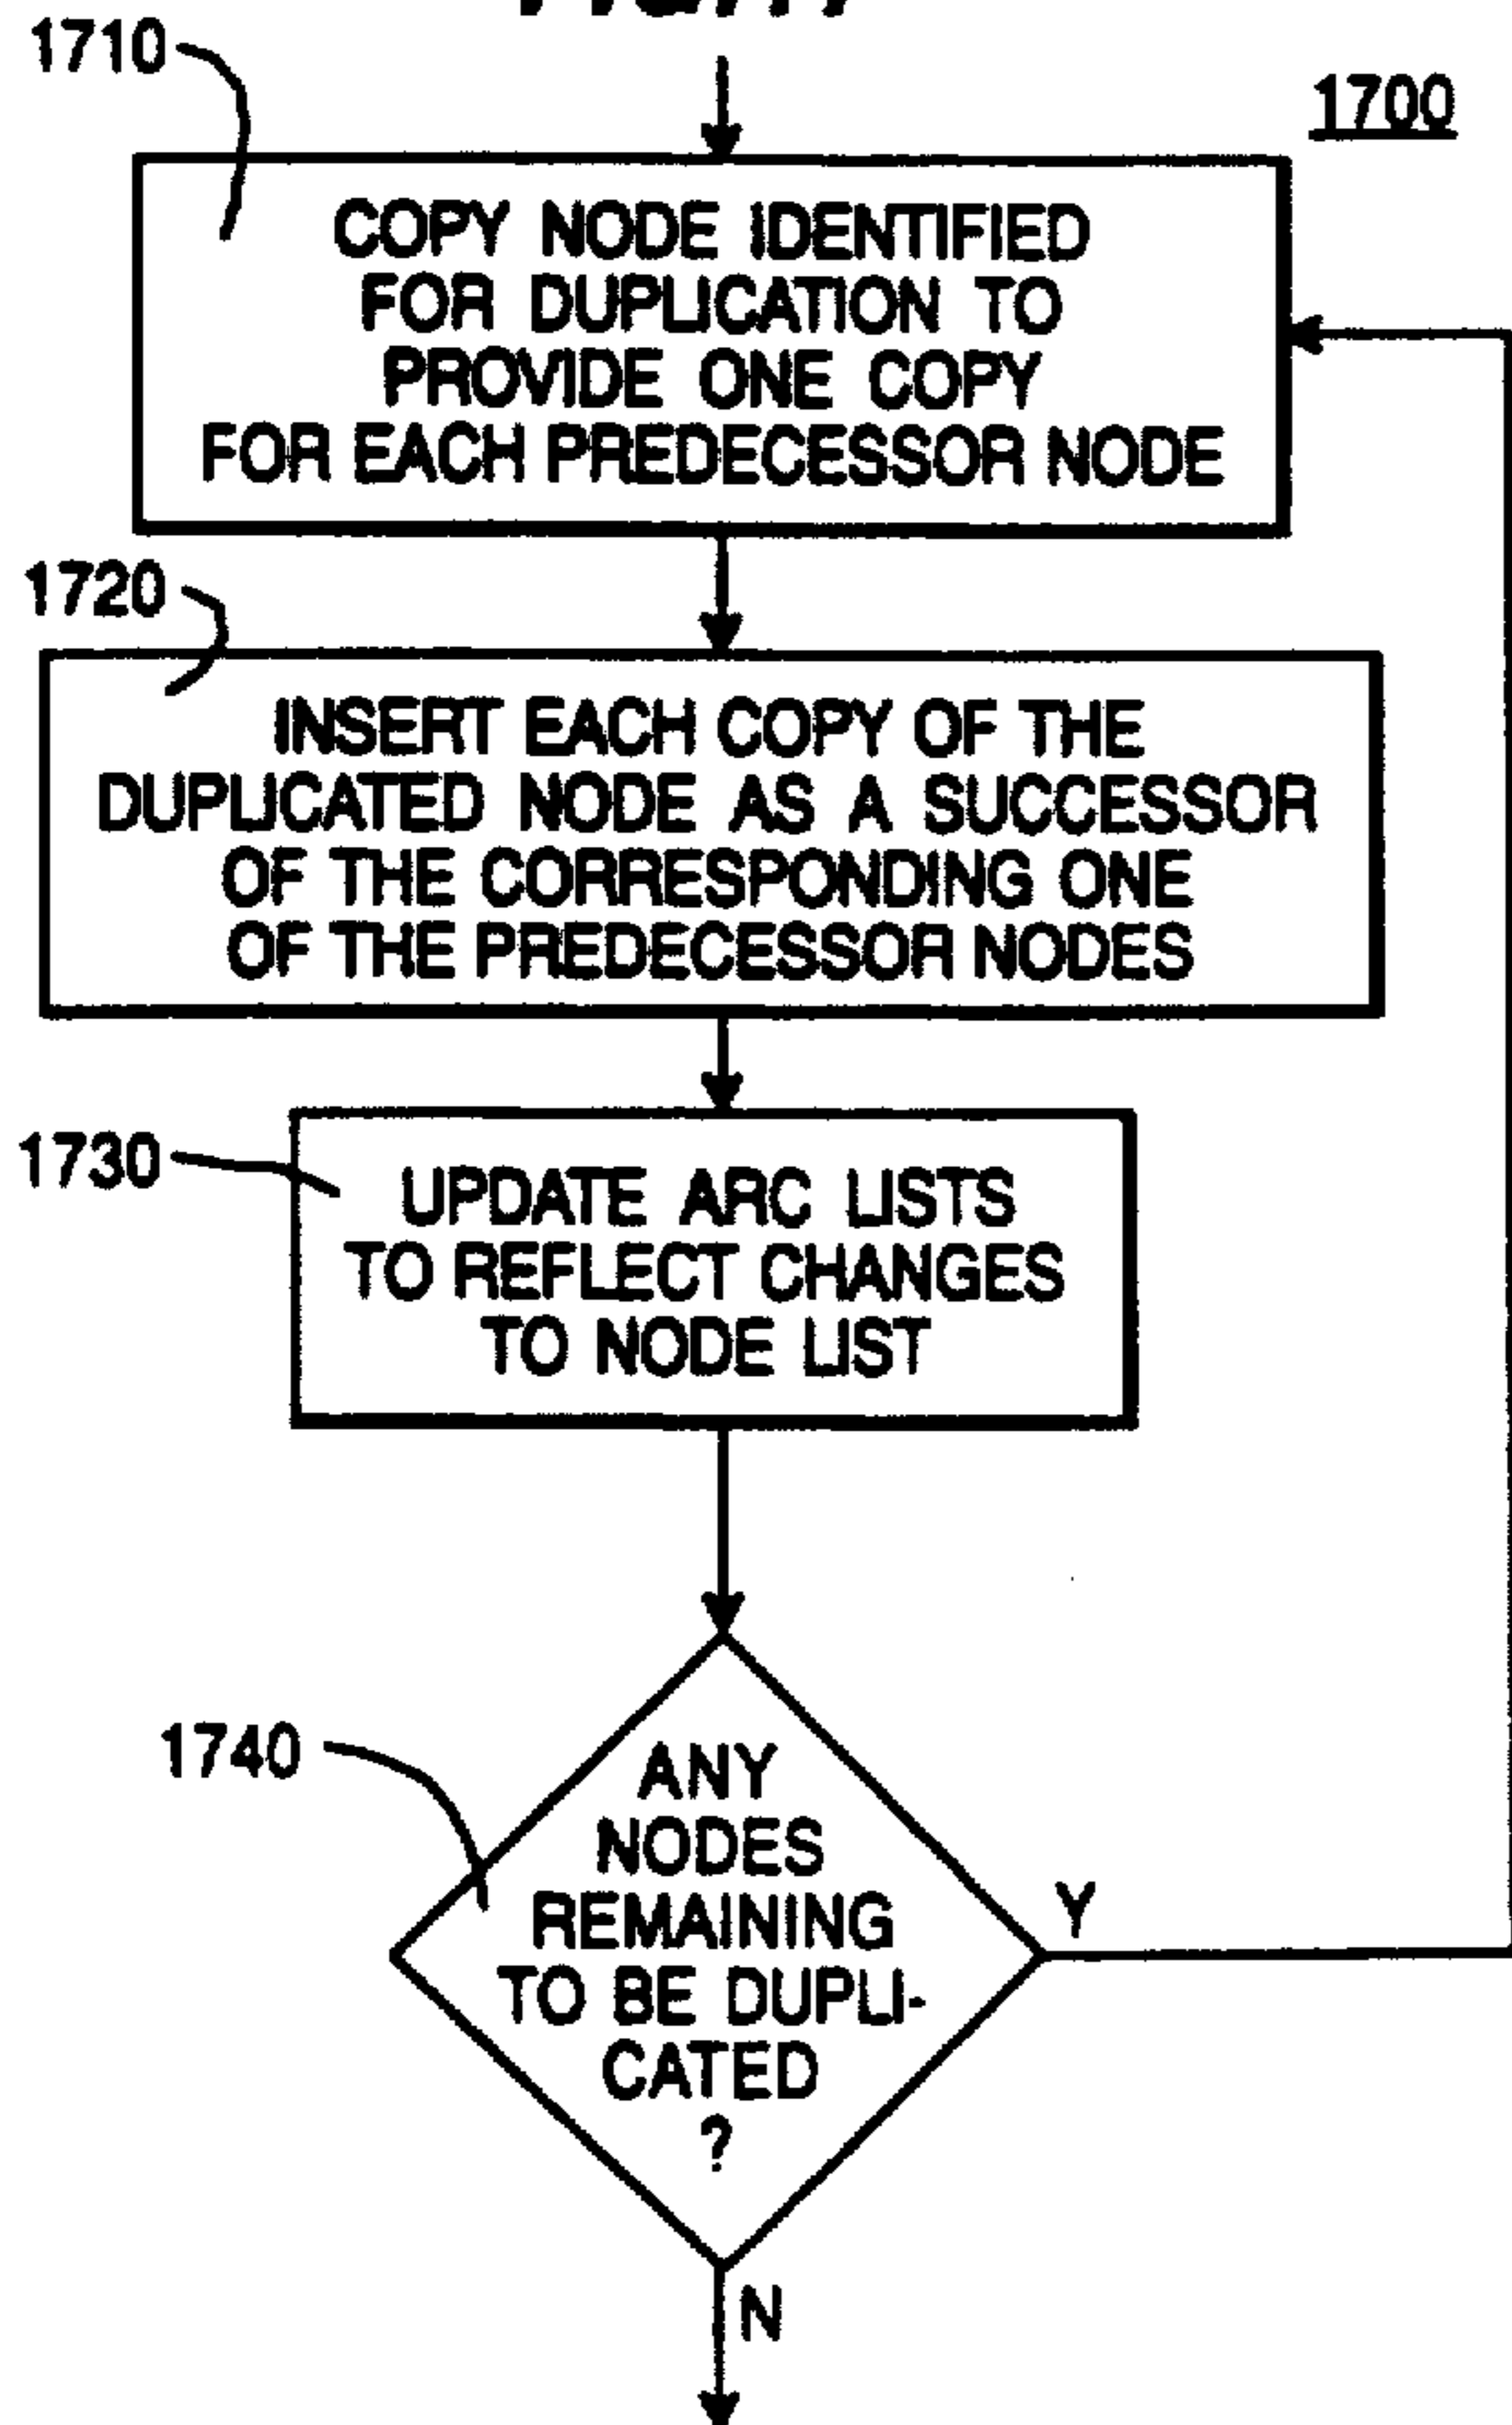 1710
1700
COPY NODE IDENTIFIED
FOR DUPLICATION TO
PROVIDE ONE COPY
FOR EACH PREDECESSOR NODE
1720
INSERT EACH COPY OF THE
DUPLICATED NODE AS A SUCCESSOR
OF THE CORRESPONDING ONE
OF THE PREDECESSOR NODES
1730
UPDATE ARC LISTS
TO REFLECT CHANGES
TO NODE LIST
1740
ANY
NODES
REMAINING
TO BE DUPLI-
CATED
?
Y
N